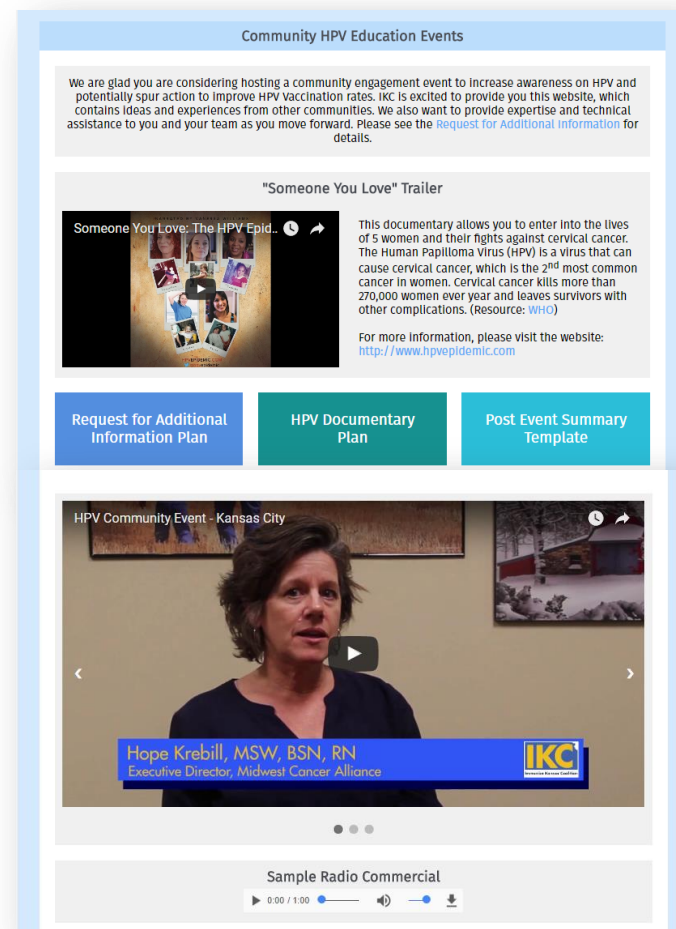 Community HPV Education Events
We are glad you are considering hosting a community engagement event to increase awareness on HPV and
potentially spur action to improve HPV Vaccination rates. IKC is excited to provide you this website, which
contains ideas and experiences from other communities. We also want to provide expertise and technical
assistance to you and your team as you move forward. Please see the Request for Additional Information for
details.
"Someone You Love" Trailer
Someone You Love: The HPV Epid..
This documentary allows you to enter into the lives
of 5 women and their fights against cervical cancer.
The Human Papilloma Virus (HPV) is a virus that can
cause cervical cancer, which is the 2nd most common
cancer in women. Cervical cancer kills more than
270,000 women ever year and leaves survivors with
other complications. (Resource: WHO)
For more information, please visit the website:
http://www.hpvepidemic.com
Request for Additional
Information Plan
HPV Documentary
Plan
Post Event Summary
Template
HPV Community Event - Kansas City
Hope Krebill, MSW, BSN, RN
Executive Director, Midwest Cancer Alliance
IKC
Immunize Kansas Coalition
Sample Radio Commercial
0:00 / 1:00